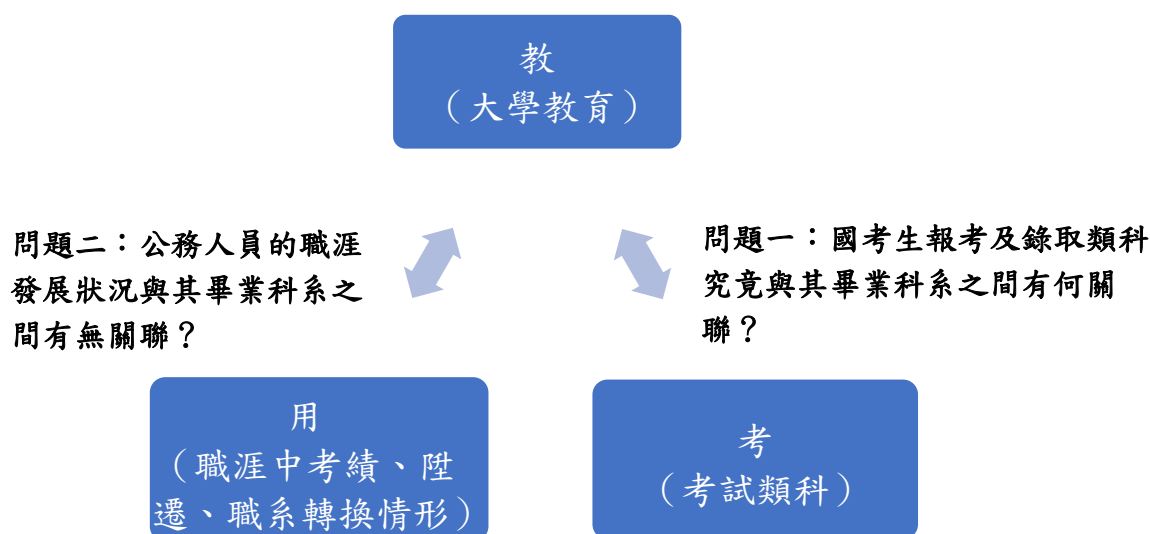 教
（大學教育）
問題二：公務人員的職涯
發展狀況與其畢業科系之
間有無關聯？
問題一：國考生報考及錄取類科
究竟與其畢業科系之間有何關
聯？
用
（職涯中考績、陞
遷、职系轉換情形）
考
（考試類科）